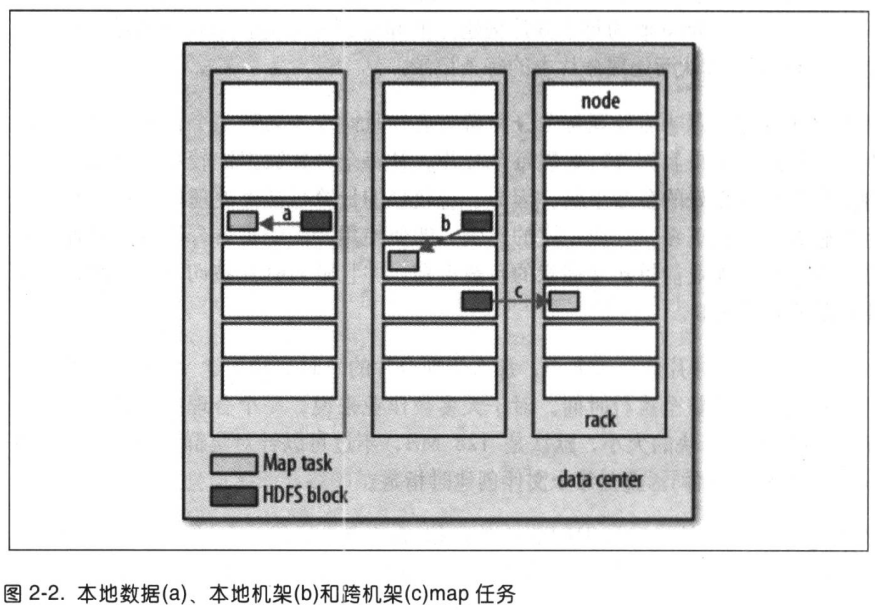 node
a
b
c
rack
Map task
HDFS block
data center
图 2-2. 本地数据(a)、本地机架(b)和跨机架(c)map 任务